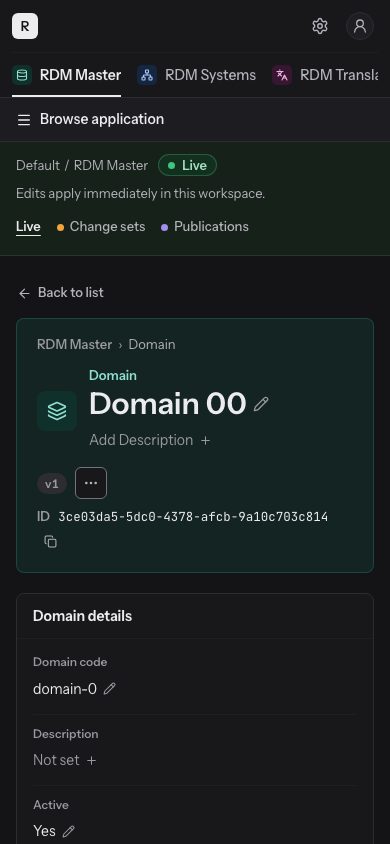 R
RDM Master RDM Systems RDM Transla
Browse application
Default / RDM Master Live
Edits apply immediately in this workspace.
Live Change sets Publications
Back to list
RDM Master › Domain
Domain
Domain 00
Add Description +
v1 ...
ID 3ce03da5-5dc0-4378-afcb-9a10c703c814
Domain details
Domain code
domain-0
Description
Not set +
Active
Yes